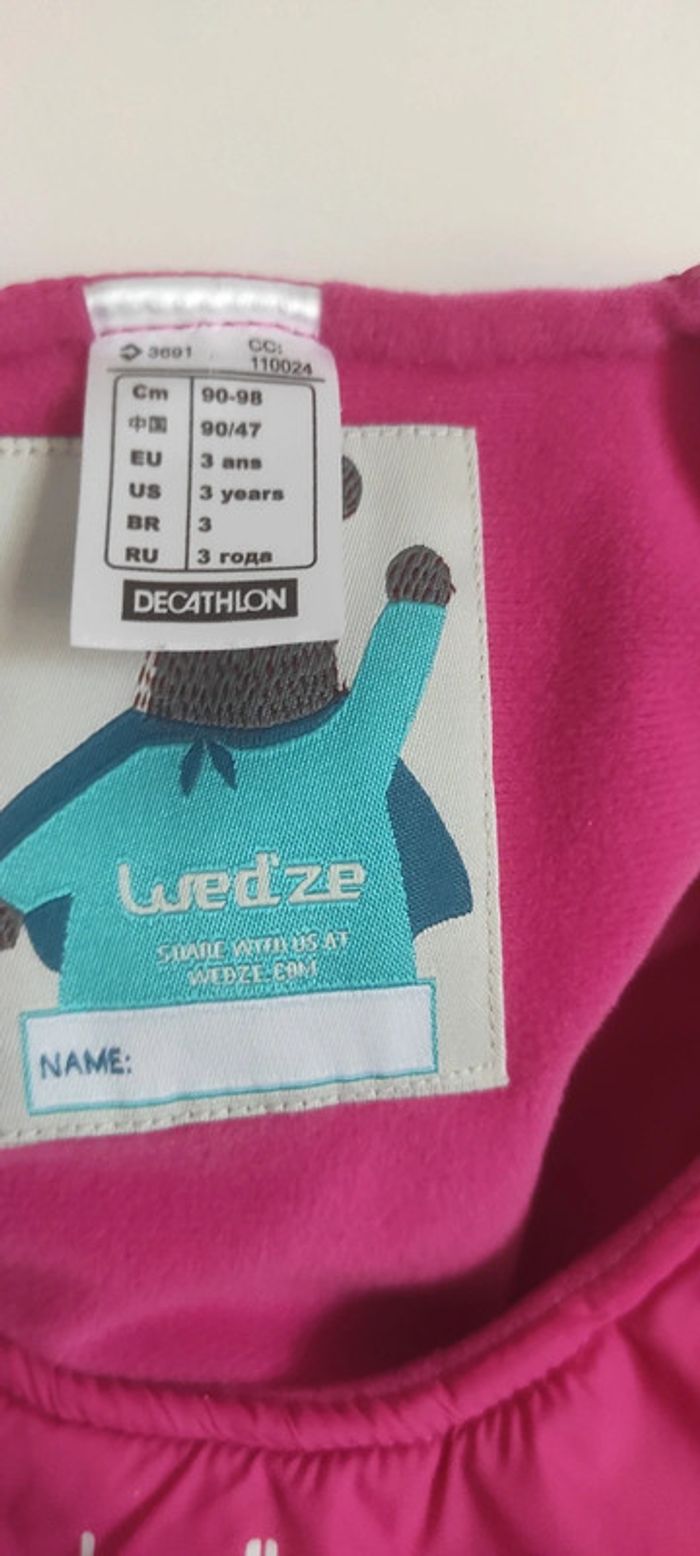 3691 CC:
110024
Cm 90-98
中国 90/47
EU 3 ans
US 3 years
BR 3
RU 3 года
DECATHLON
wed'ze
SHARE WITH US AT
WEDZE.COM
NAME: